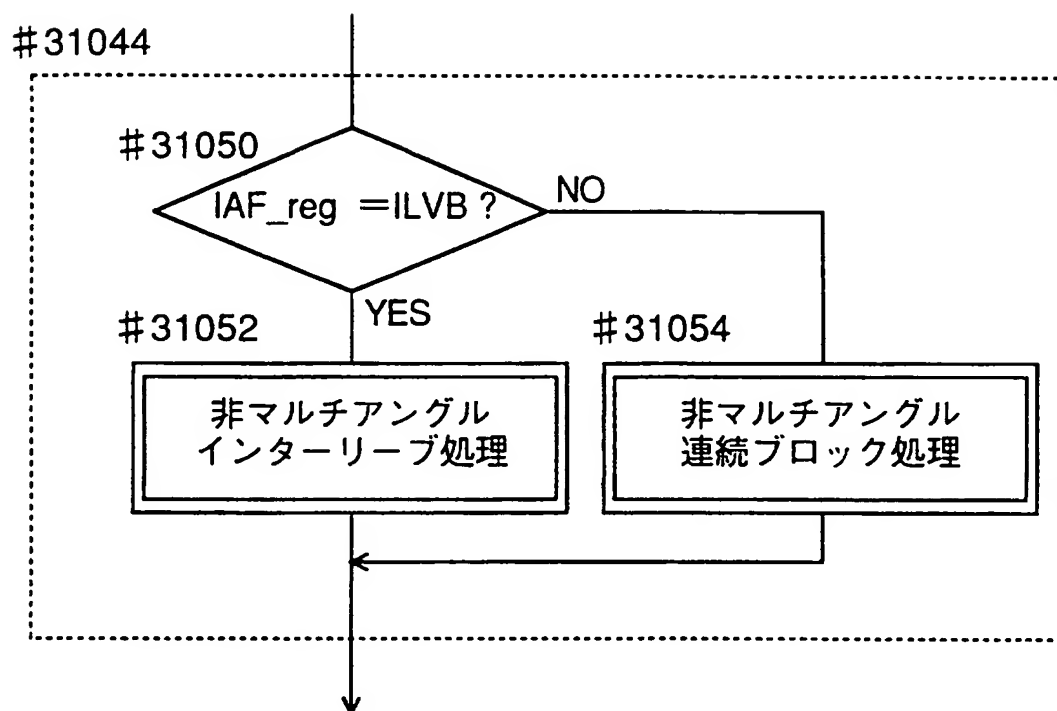 #31044
#31050
IAF_reg =ILVB ?
NO
YES
#31052
#31054
非マルチアングル
インターリーブ処理
非マルチアングル
連続ブロック処理